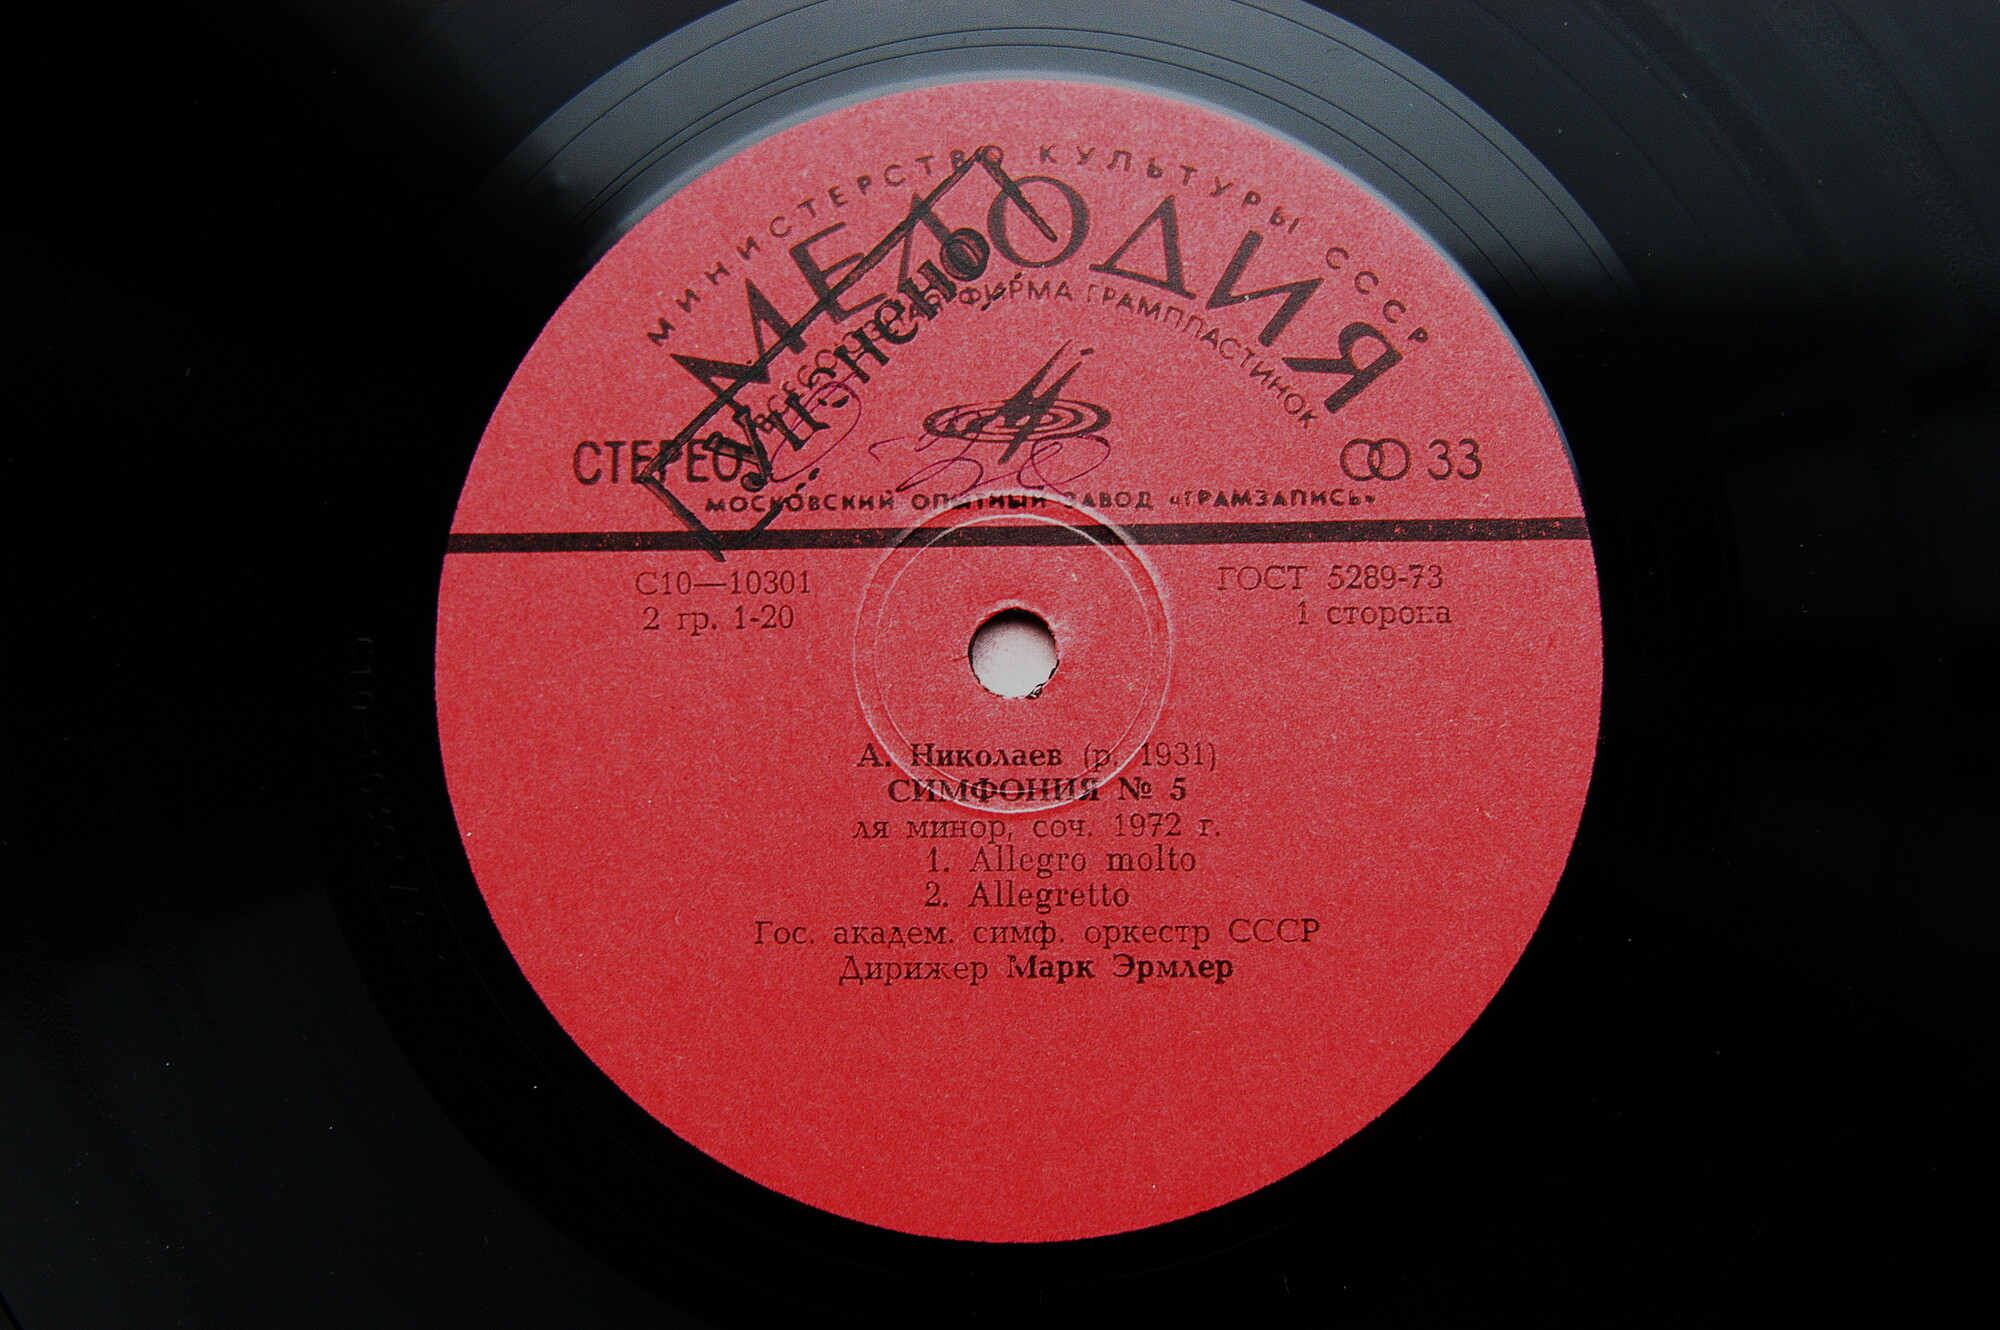 МИНИСТЕРСТВО КУЛЬТУРЫ СССР
МЕЛОДИЯ
ВСЕСОЮЗНАЯ ФИРМА ГРАМПЛАСТИНОК
Уценено
СТЕРЕО
33
МОСКОВСКИЙ ОПЫТНЫЙ ЗАВОД «ГРАМЗАПИСЬ»
С10—10301
ГОСТ 5289-73
2 гр. 1-20
1 сторона
А. Николаев (р. 1931)
СИМФОНИЯ № 5
ля минор, соч. 1972 г.
1. Allegro molto
2. Allegretto
Гос. академ. симф. оркестр СССР
Дирижер Марк Эрмлер